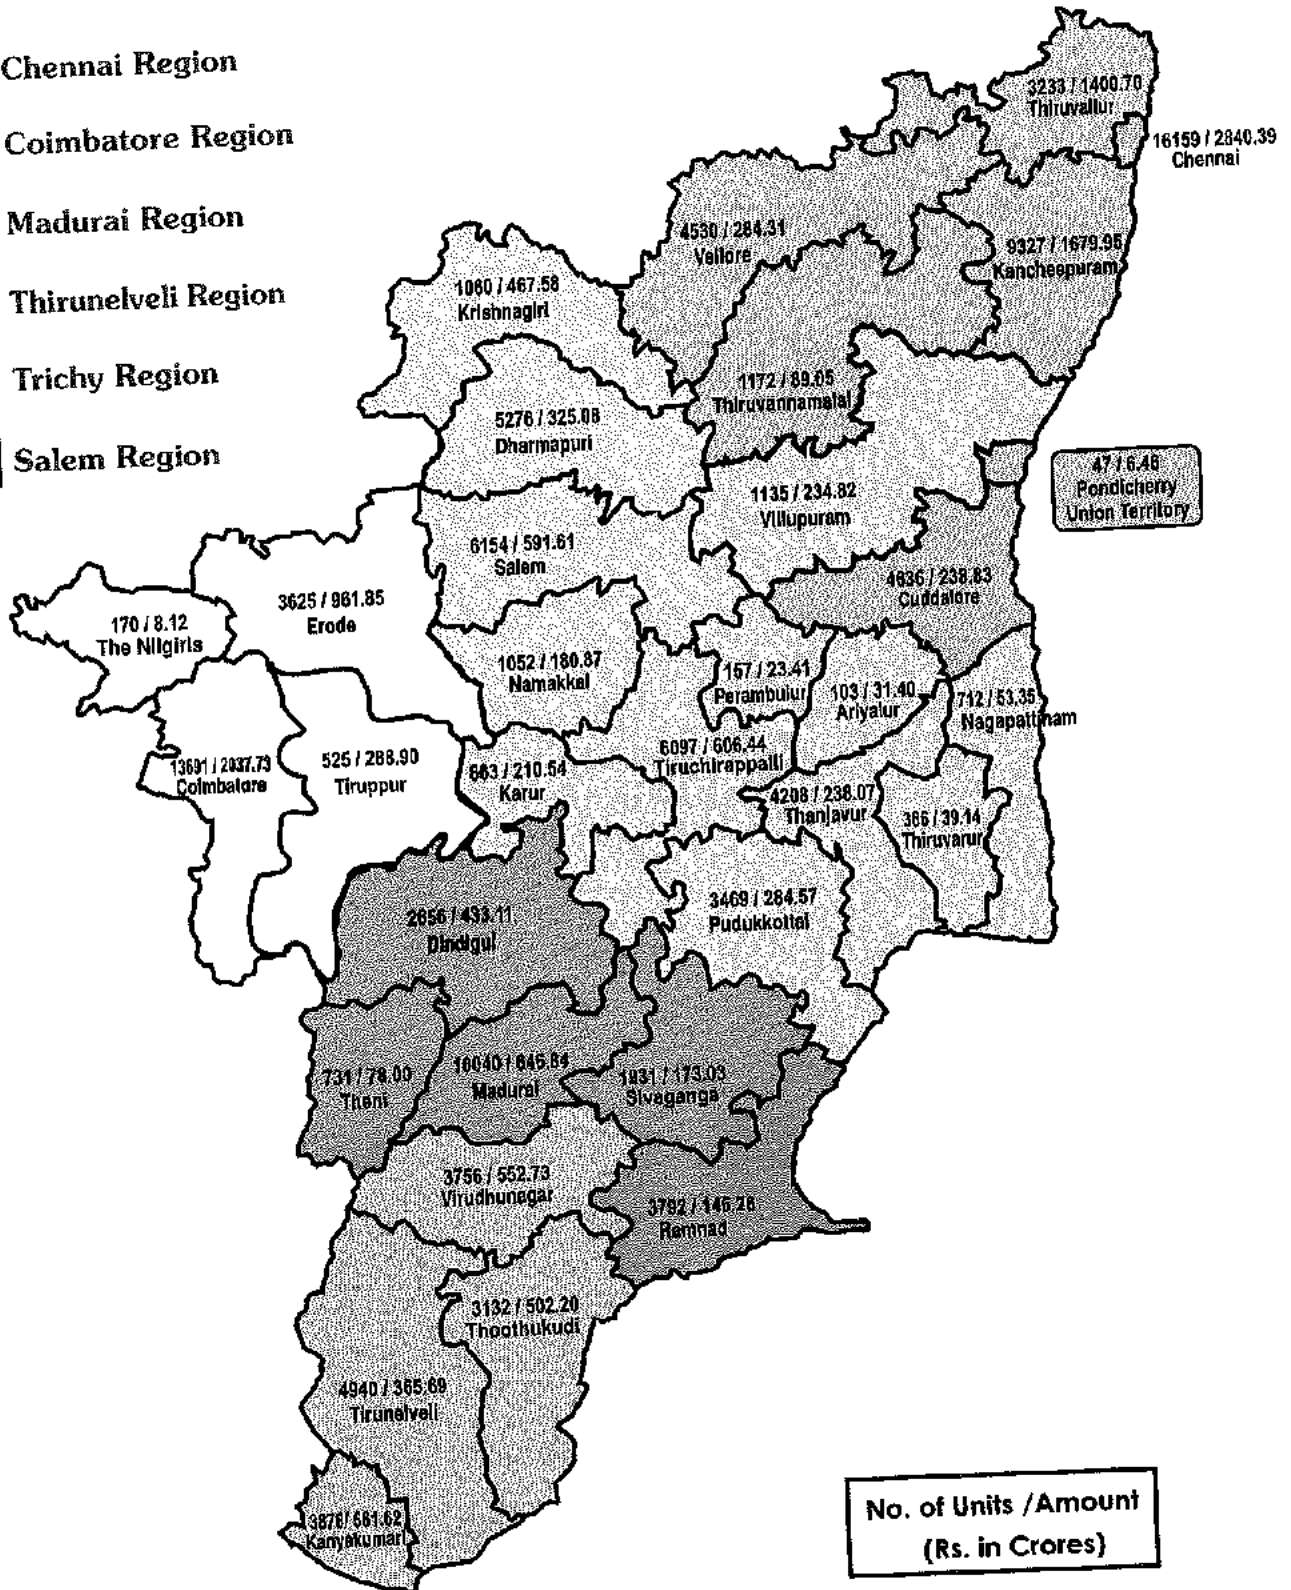 Chennai Region
Coimbatore Region
Madurai Region
Thirunelveli Region
Trichy Region
Salem Region
3233 / 1400.70
Thiruvallur
16159 / 2840.39
Chennai
4530 / 284.31
Vellore
9327 / 1679.95
Kancheepuram
1060 / 467.58
Krishnagiri
1172 / 89.05
Thiruvannamalai
5276 / 325.08
Dharmapuri
47 / 6.46
Pondicherry
Union Territory
1135 / 234.82
Villupuram
6154 / 591.61
Salem
4636 / 238.83
Cuddalore
3625 / 961.85
Erode
170 / 8.12
The Nilgiris
1052 / 180.87
Namakkal
157 / 23.41
Perambulur
103 / 31.40
Ariyalur
712 / 53.35
Nagapattinam
13691 / 2037.73
Coimbatore
525 / 288.90
Tiruppur
663 / 210.54
Karur
6097 / 606.44
Tiruchirappalli
4208 / 238.07
Thanjavur
366 / 39.14
Thiruvarur
2656 / 433.11
Dindigul
3469 / 284.57
Pudukkottai
731 / 78.00
Theni
10040 / 645.84
Madurai
1931 / 173.03
Sivaganga
3756 / 552.73
Virudhunagar
3792 / 145.28
Ramnad
3132 / 502.20
Thoothukudi
4940 / 365.69
Tirunelveli
3876 / 661.62
Kanyakumari
No. of Units /Amount
(Rs. in Crores)